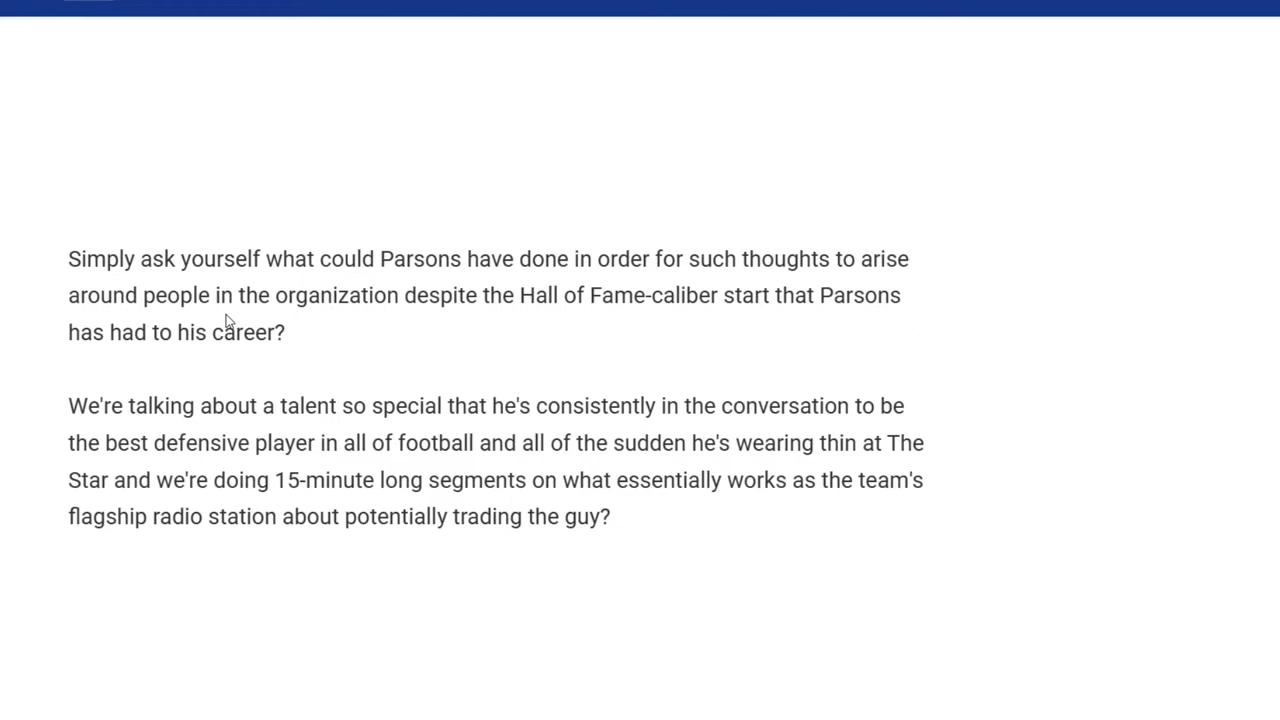 Simply ask yourself what could Parsons have done in order for such thoughts to arise
around people in the organization despite the Hall of Fame-caliber start that Parsons
has had to his career?
We're talking about a talent so special that he's consistently in the conversation to be
the best defensive player in all of football and all of the sudden he's wearing thin at The
Star and we're doing 15-minute long segments on what essentially works as the team's
flagship radio station about potentially trading the guy?